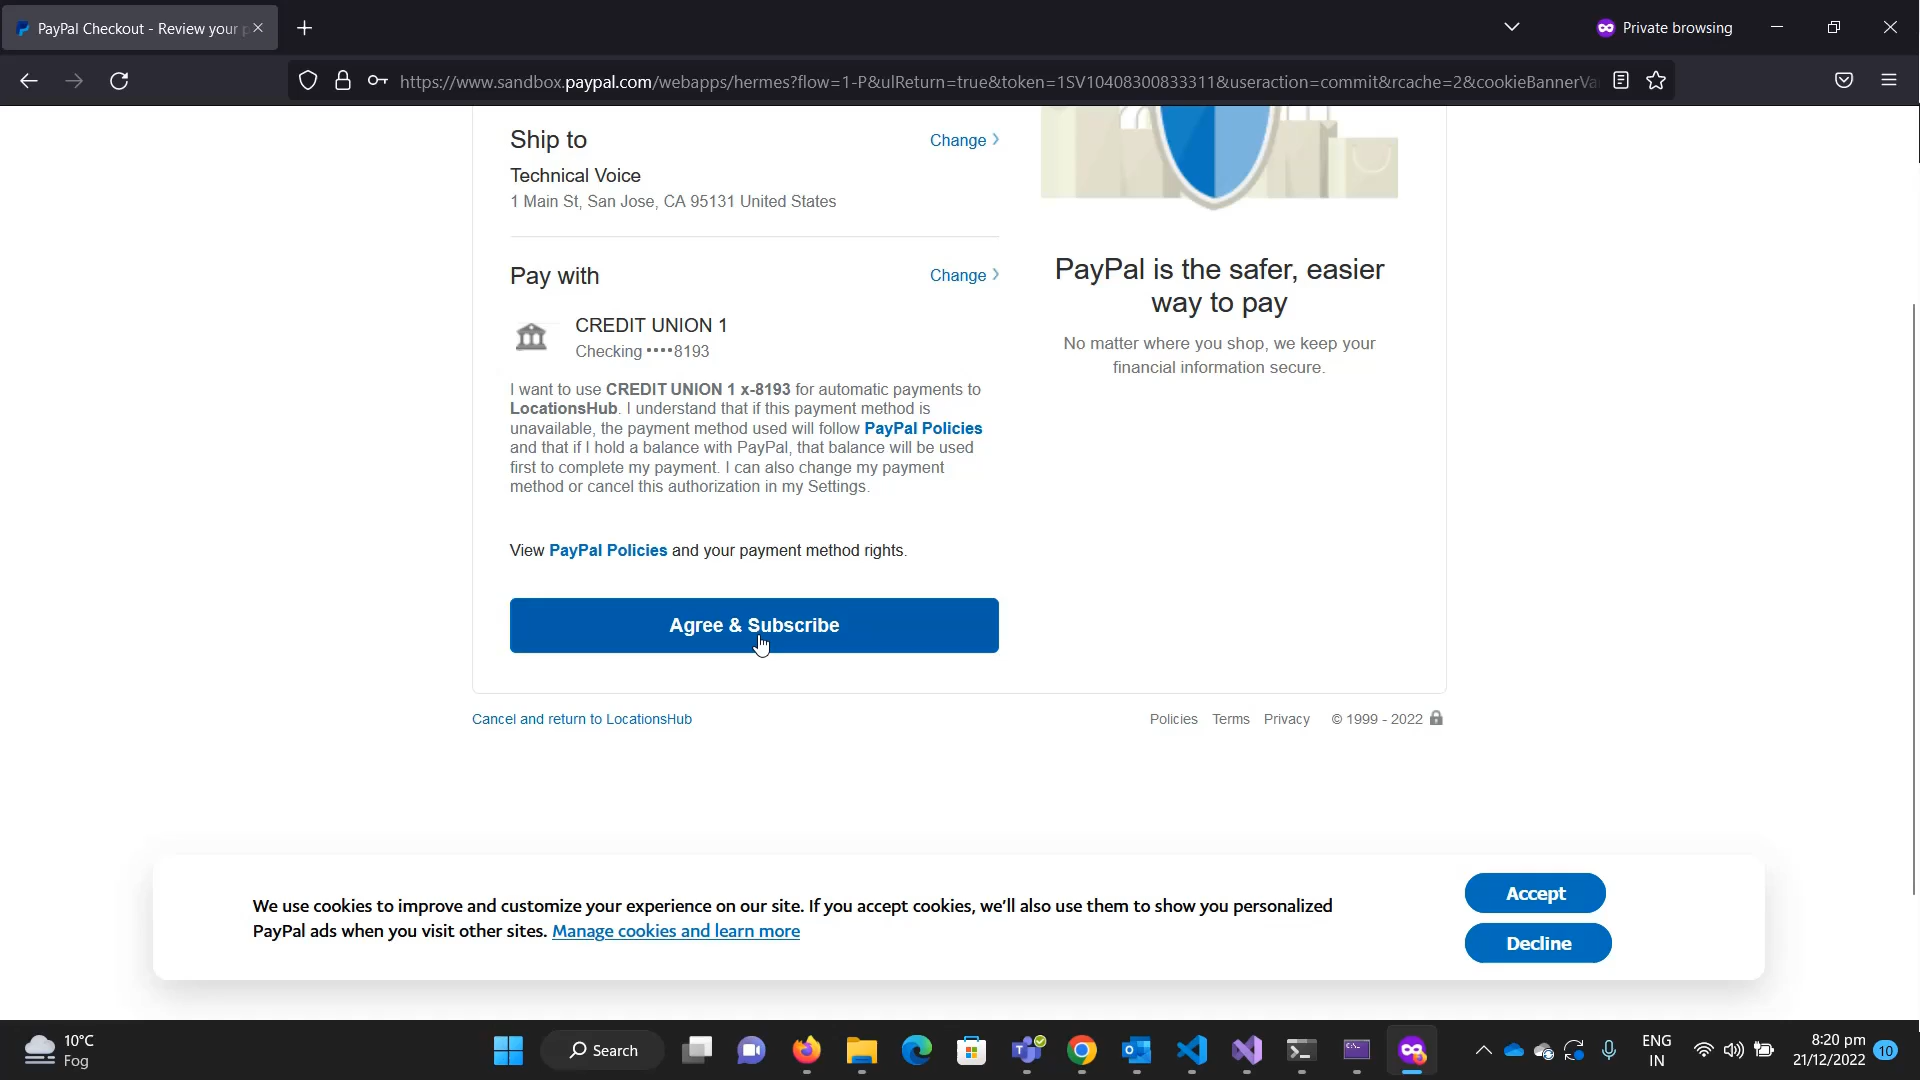 PayPal Checkout - Review your p
Private browsing
https://www.sandbox.paypal.com/webapps/hermes?flow=1-P&ulReturn=true&token=1SV10408300833311&useraction=commit&rcache=2&cookieBannerVa
Ship to
Change
Technical Voice
1 Main St, San Jose, CA 95131 United States
Pay with
Change
CREDIT UNION 1
Checking ••••8193
I want to use CREDIT UNION 1 x-8193 for automatic payments to
LocationsHub. I understand that if this payment method is
unavailable, the payment method used will follow PayPal Policies
and that if I hold a balance with PayPal, that balance will be used
first to complete my payment. I can also change my payment
method or cancel this authorization in my Settings.
View PayPal Policies and your payment method rights.
Agree & Subscribe
PayPal is the safer, easier
way to pay
No matter where you shop, we keep your
financial information secure.
Cancel and return to LocationsHub
Policies Terms Privacy © 1999 - 2022
We use cookies to improve and customize your experience on our site. If you accept cookies, we'll also use them to show you personalized
PayPal ads when you visit other sites. Manage cookies and learn more
Accept
Decline
10°C
Fog
Search
ENG
IN
8:20 pm
21/12/2022
10